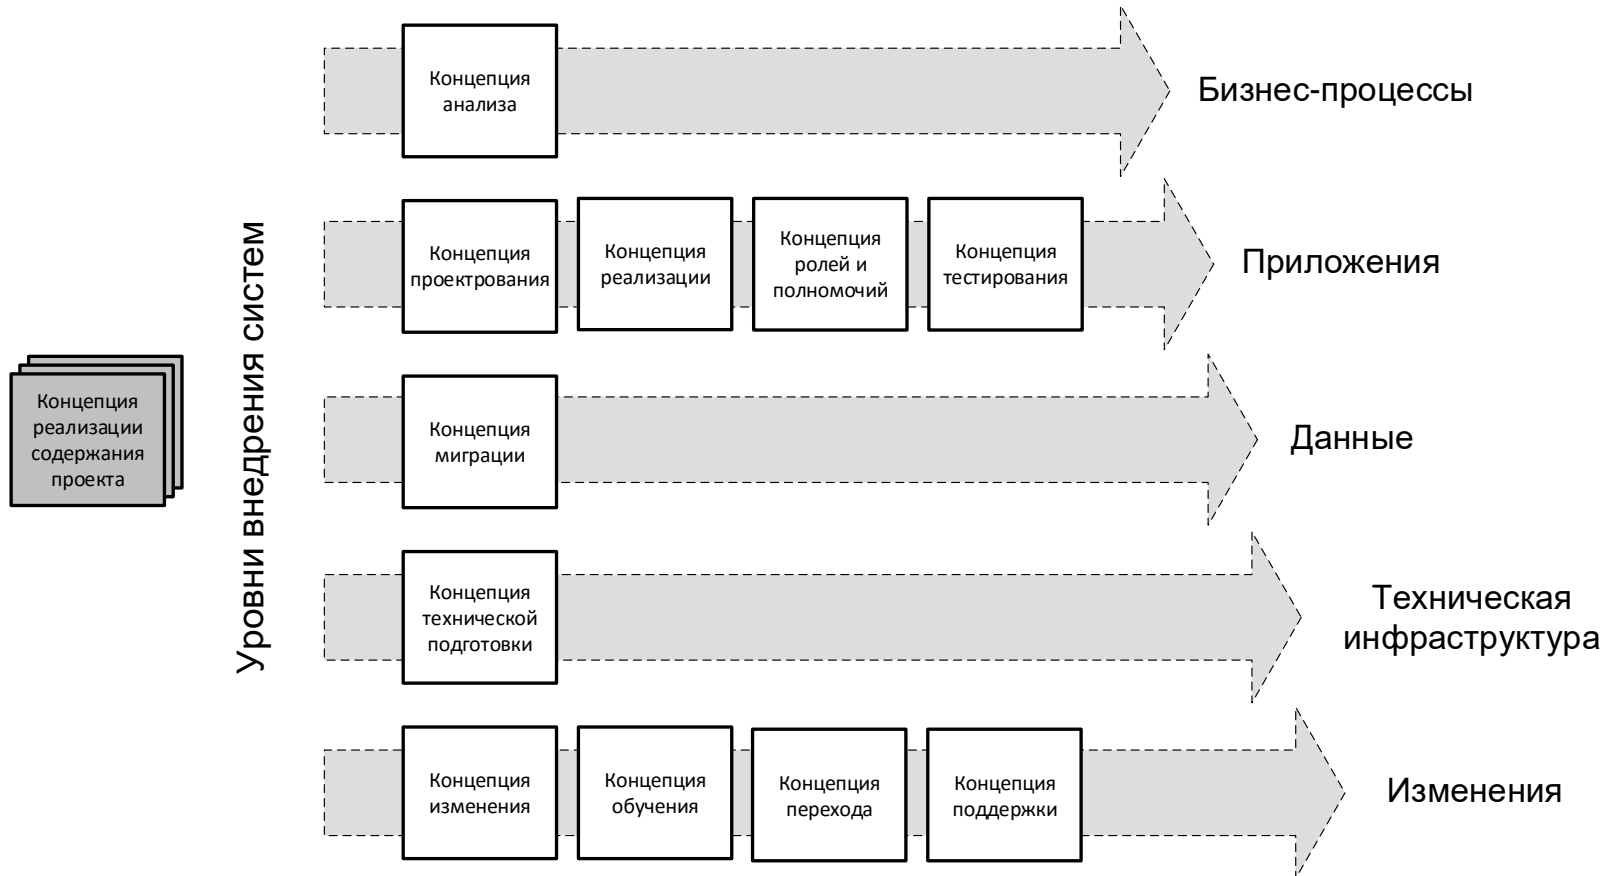 Концепция
реализации
содержания
проекта
Уровни внедрения систем
Концепция
анализа
Бизнес-процессы
Концепция
проектрования
Концепция
реализации
Концепция
ролей и
полномочий
Концепция
тестирования
Приложения
Концепция
миграции
Данные
Концепция
технической
подготовки
Техническая
инфраструктура
Концепция
изменения
Концепция
обучения
Концепция
перехода
Концепция
поддержки
Изменения